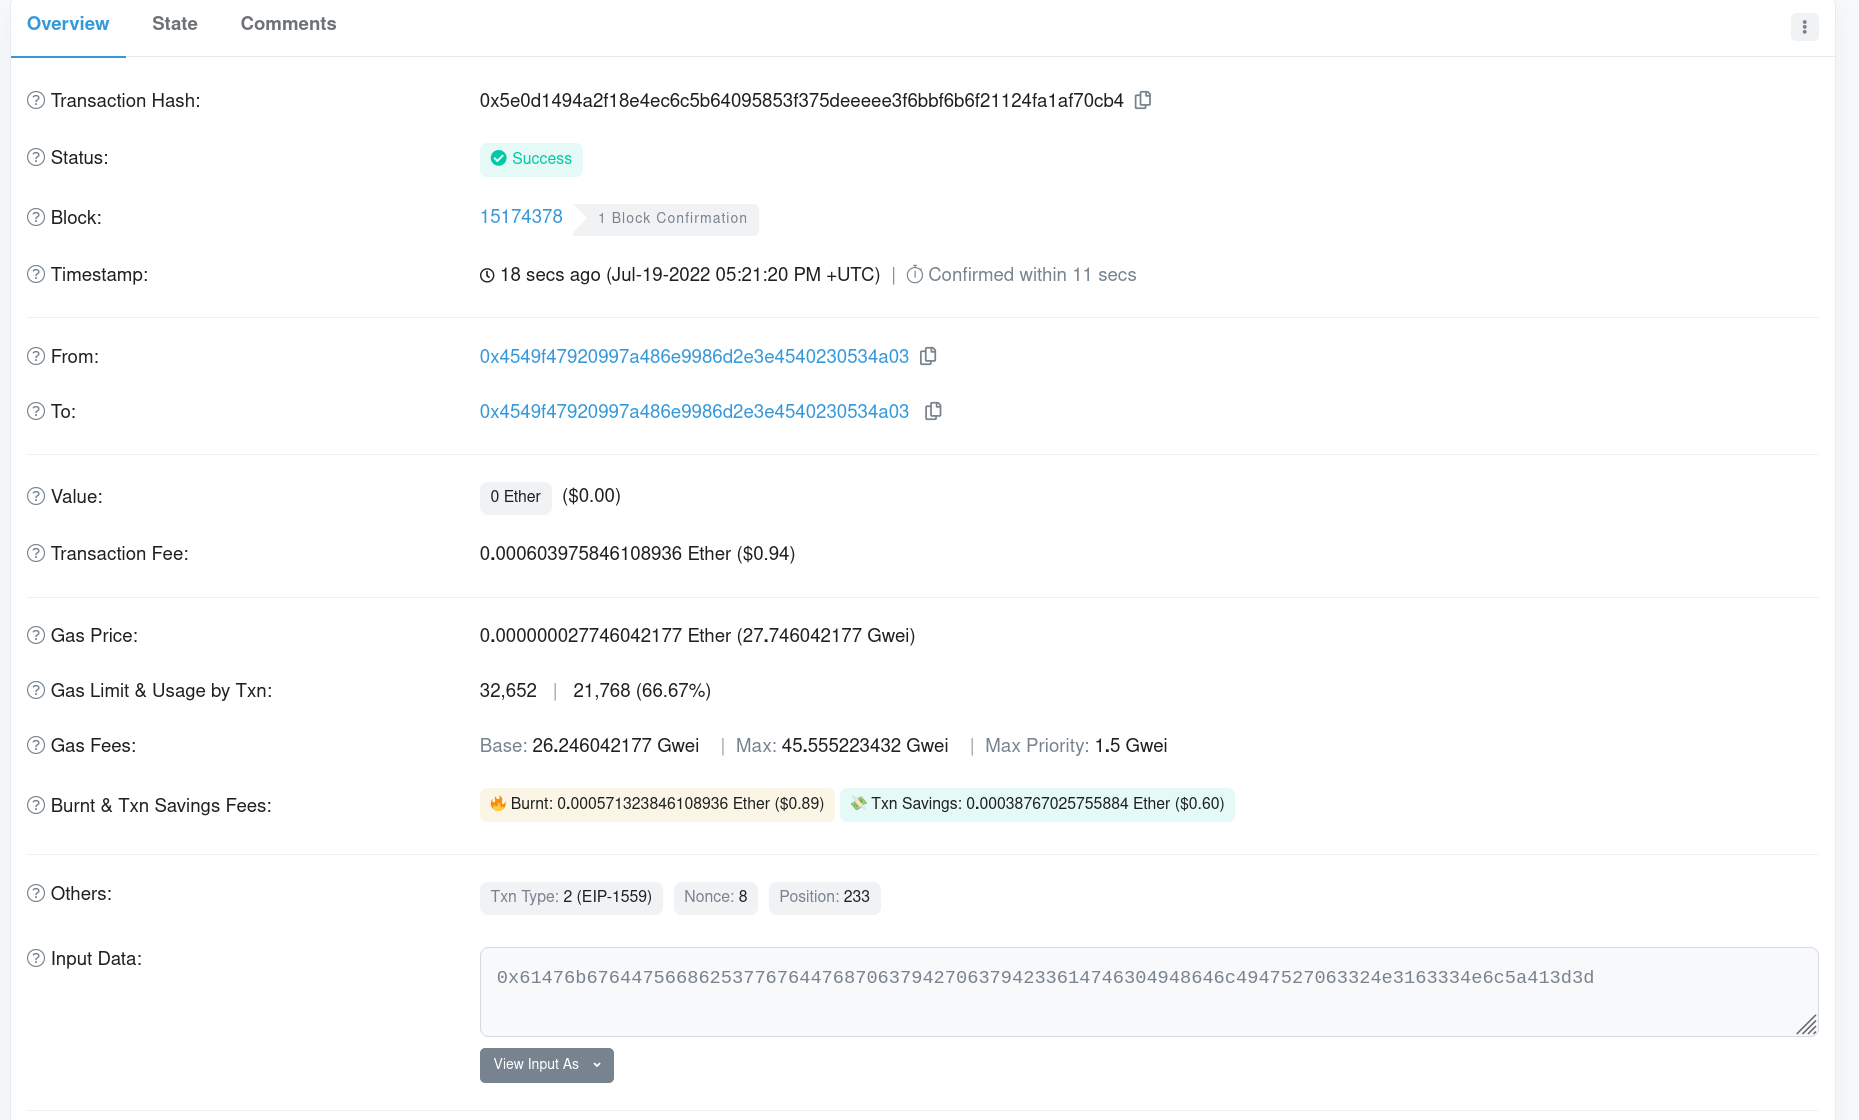 Overview State Comments
Transaction Hash: 0x5e0d1494a2f18e4ec6c5b64095853f375deeeee3f6bbf6b6f21124fa1af70cb4
Status: Success
Block: 15174378 1 Block Confirmation
Timestamp: 18 secs ago (Jul-19-2022 05:21:20 PM +UTC) | Confirmed within 11 secs
From: 0x4549f47920997a486e9986d2e3e4540230534a03
To: 0x4549f47920997a486e9986d2e3e4540230534a03
Value: 0 Ether ($0.00)
Transaction Fee: 0.000603975846108936 Ether ($0.94)
Gas Price: 0.000000027746042177 Ether (27.746042177 Gwei)
Gas Limit & Usage by Txn: 32,652 | 21,768 (66.67%)
Gas Fees: Base: 26.246042177 Gwei | Max: 45.555223432 Gwei | Max Priority: 1.5 Gwei
Burnt & Txn Savings Fees: Burnt: 0.000571323846108936 Ether ($0.89) Txn Savings: 0.00038767025755884 Ether ($0.60)
Others: Txn Type: 2 (EIP-1559) Nonce: 8 Position: 233
Input Data: 0x61476b676447566862537767644768706379427063794233614746304948646c4947527063324e3163334e6c5a413d3d
View Input As